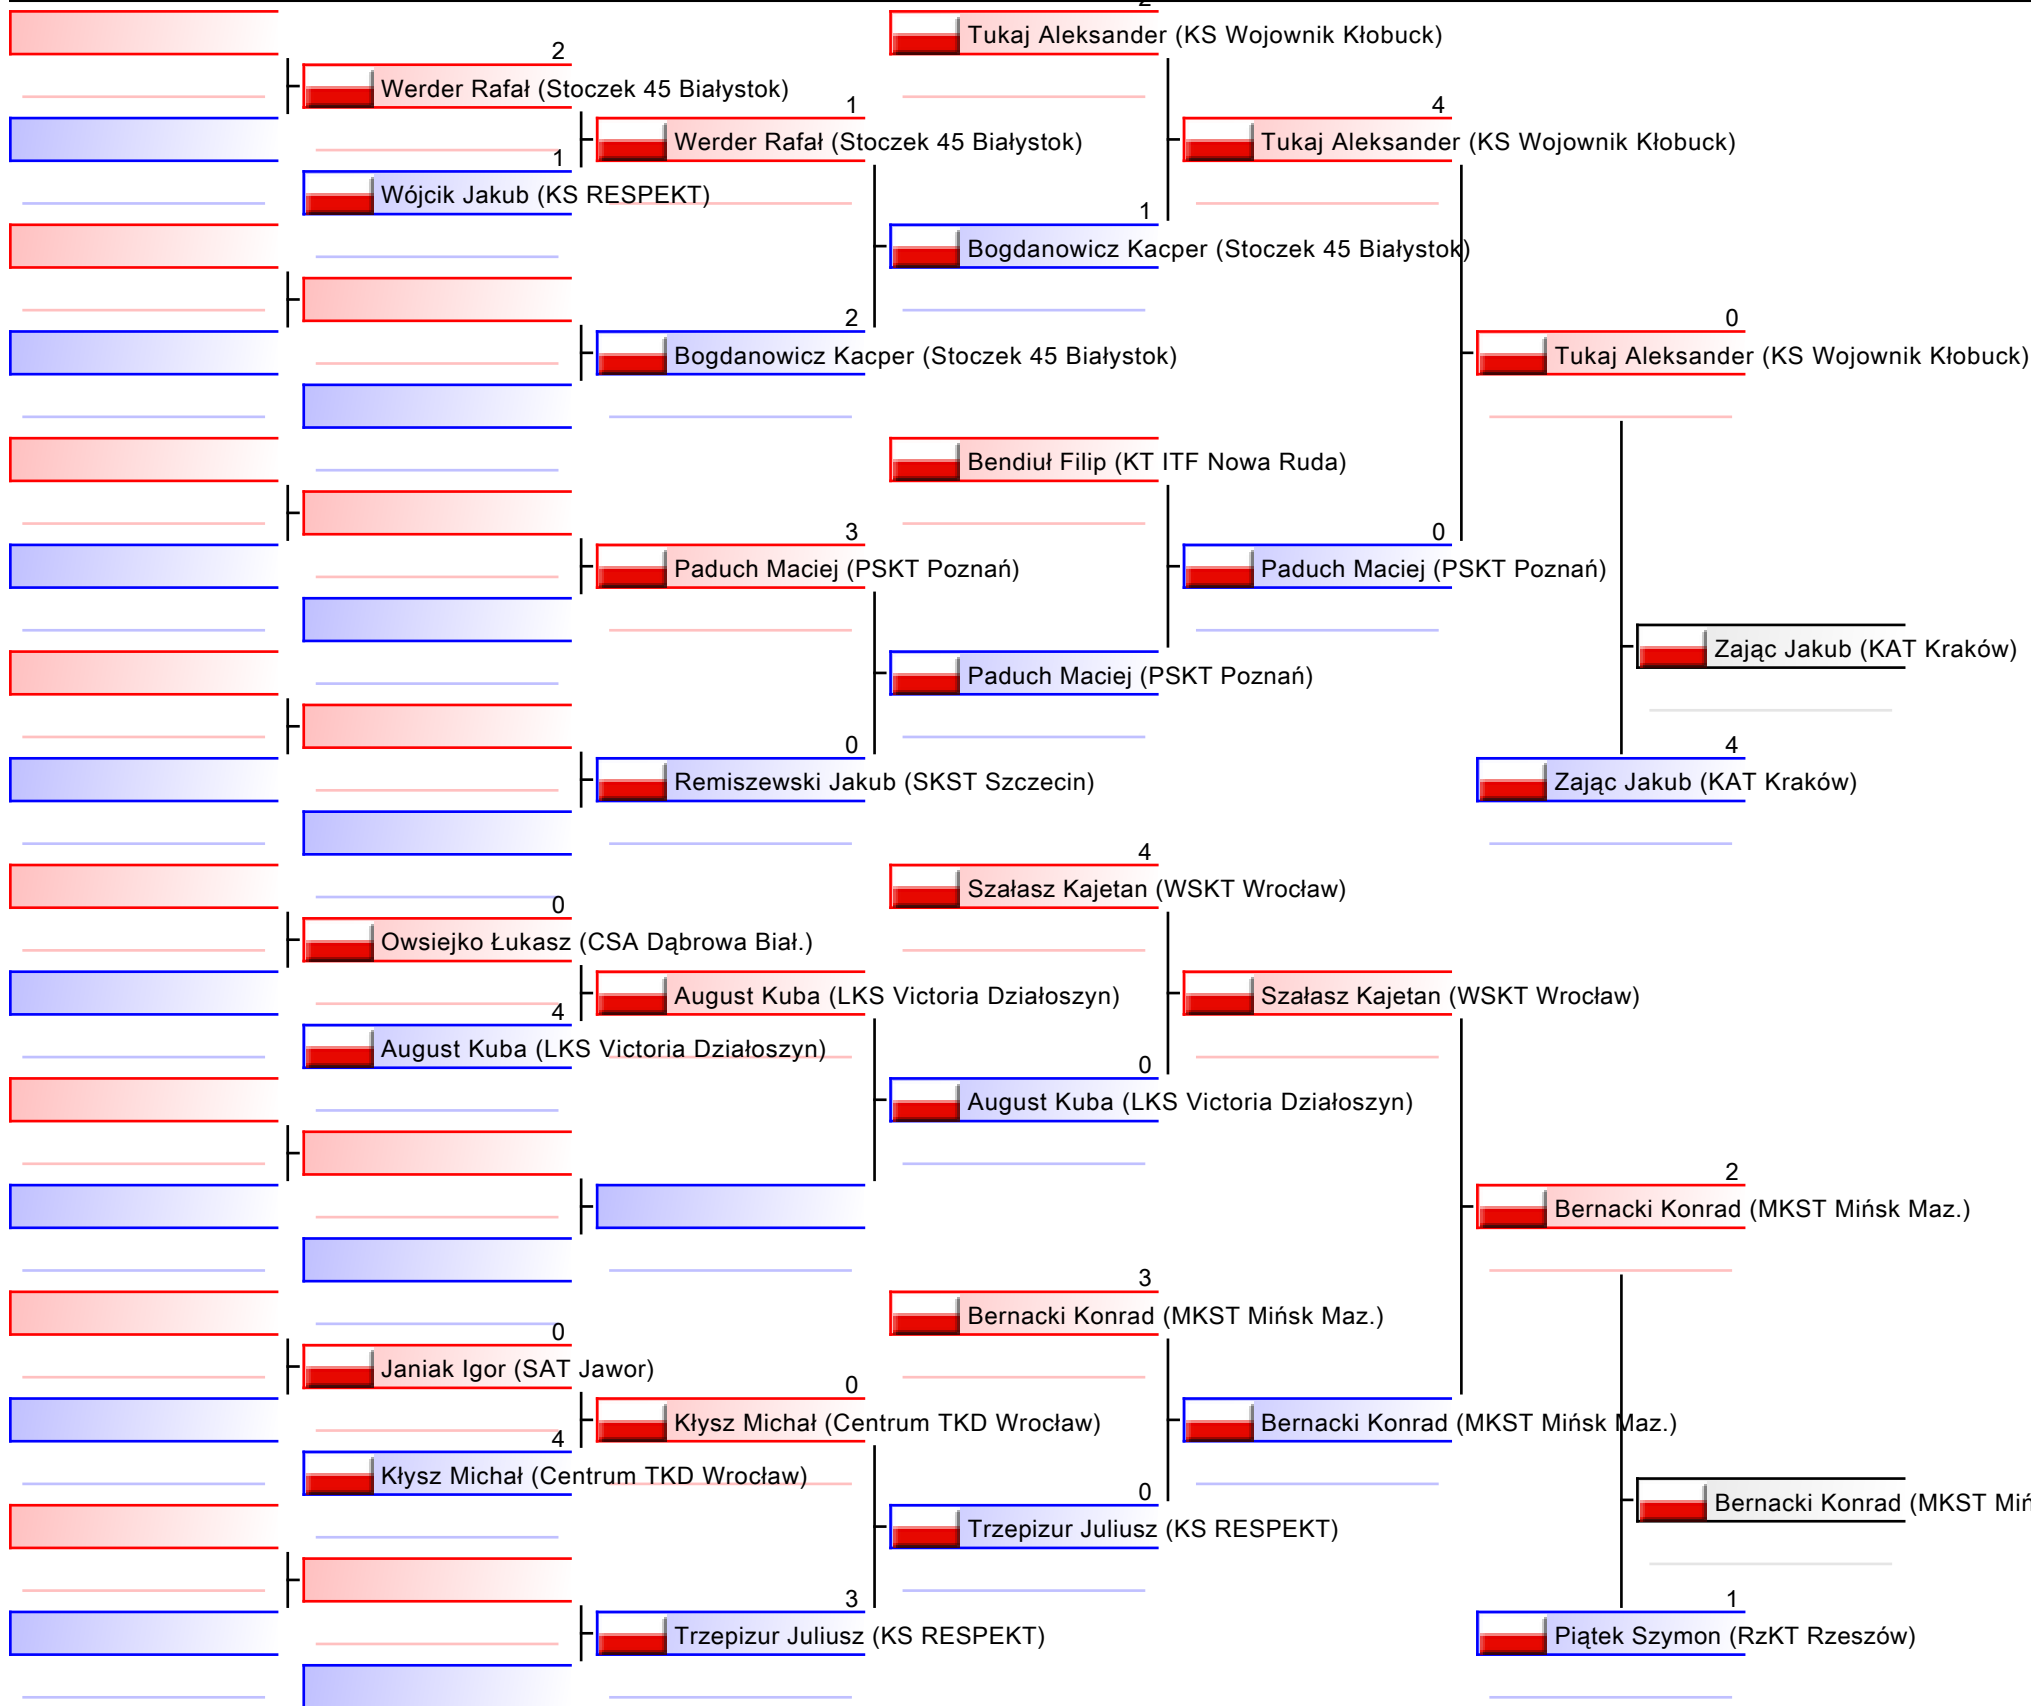 2
Tukaj Aleksander (KS Wojownik Kłobuck)
2
Werder Rafał (Stoczek 45 Białystok)
1
4
Werder Rafał (Stoczek 45 Białystok)
Tukaj Aleksander (KS Wojownik Kłobuck)
1
Wójcik Jakub (KS RESPEKT)
1
Bogdanowicz Kacper (Stoczek 45 Białystok)
2
0
Bogdanowicz Kacper (Stoczek 45 Białystok)
Tukaj Aleksander (KS Wojownik Kłobuck)
Bendiuł Filip (KT ITF Nowa Ruda)
3
0
Paduch Maciej (PSKT Poznań)
Paduch Maciej (PSKT Poznań)
Zając Jakub (KAT Kraków)
Paduch Maciej (PSKT Poznań)
0
4
Remiszewski Jakub (SKST Szczecin)
Zając Jakub (KAT Kraków)
4
Szałasz Kajetan (WSKT Wrocław)
0
Owsiejko Łukasz (CSA Dąbrowa Biał.)
August Kuba (LKS Victoria Działoszyn)
Szałasz Kajetan (WSKT Wrocław)
4
August Kuba (LKS Victoria Działoszyn)
0
August Kuba (LKS Victoria Działoszyn)
2
Bernacki Konrad (MKST Mińsk Maz.)
3
Bernacki Konrad (MKST Mińsk Maz.)
0
Janiak Igor (SAT Jawor)
0
Kłysz Michał (Centrum TKD Wrocław)
Bernacki Konrad (MKST Mińsk Maz.)
4
Kłysz Michał (Centrum TKD Wrocław)
0
Bernacki Konrad (MKST
Trzepizur Juliusz (KS RESPEKT)
3
1
Trzepizur Juliusz (KS RESPEKT)
Piątek Szymon (RzKT Rzeszów)